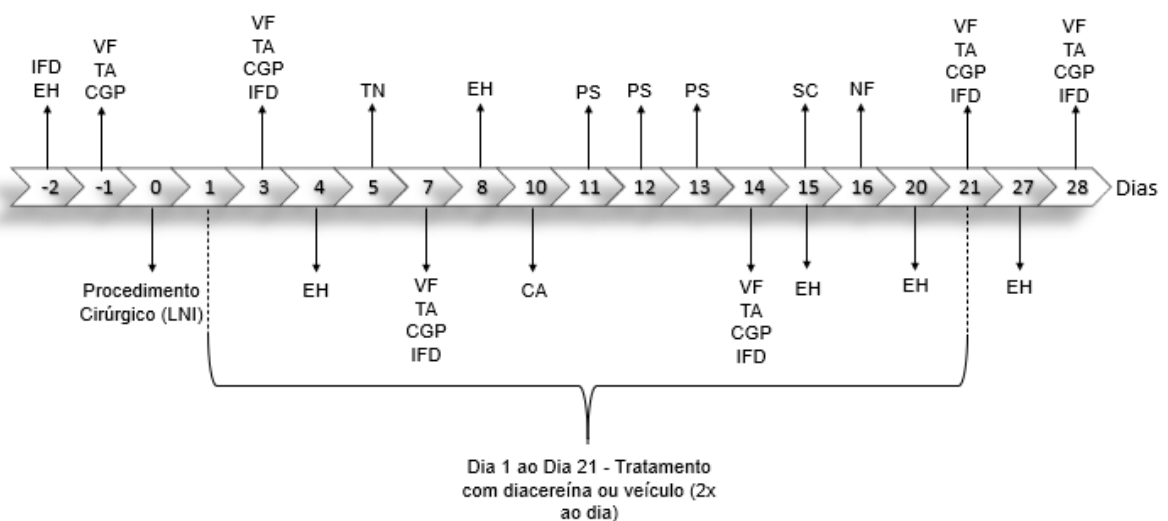 IFD
EH
VF
TA
CGP
VF
TA
CGP
IFD
TN
EH
PS
PS
PS
SC
NF
VF
TA
CGP
IFD
VF
TA
CGP
IFD
-2 -1 0 1 3 4 5 7 8 10 11 12 13 14 15 16 20 21 27 28 Dias
Procedimento
Cirúrgico (LNI)
EH
VF
TA
CGP
IFD
CA
VF
TA
CGP
IFD
EH
EH
EH
Dia 1 ao Dia 21 - Tratamento
com diacereína ou veículo (2x
ao dia)